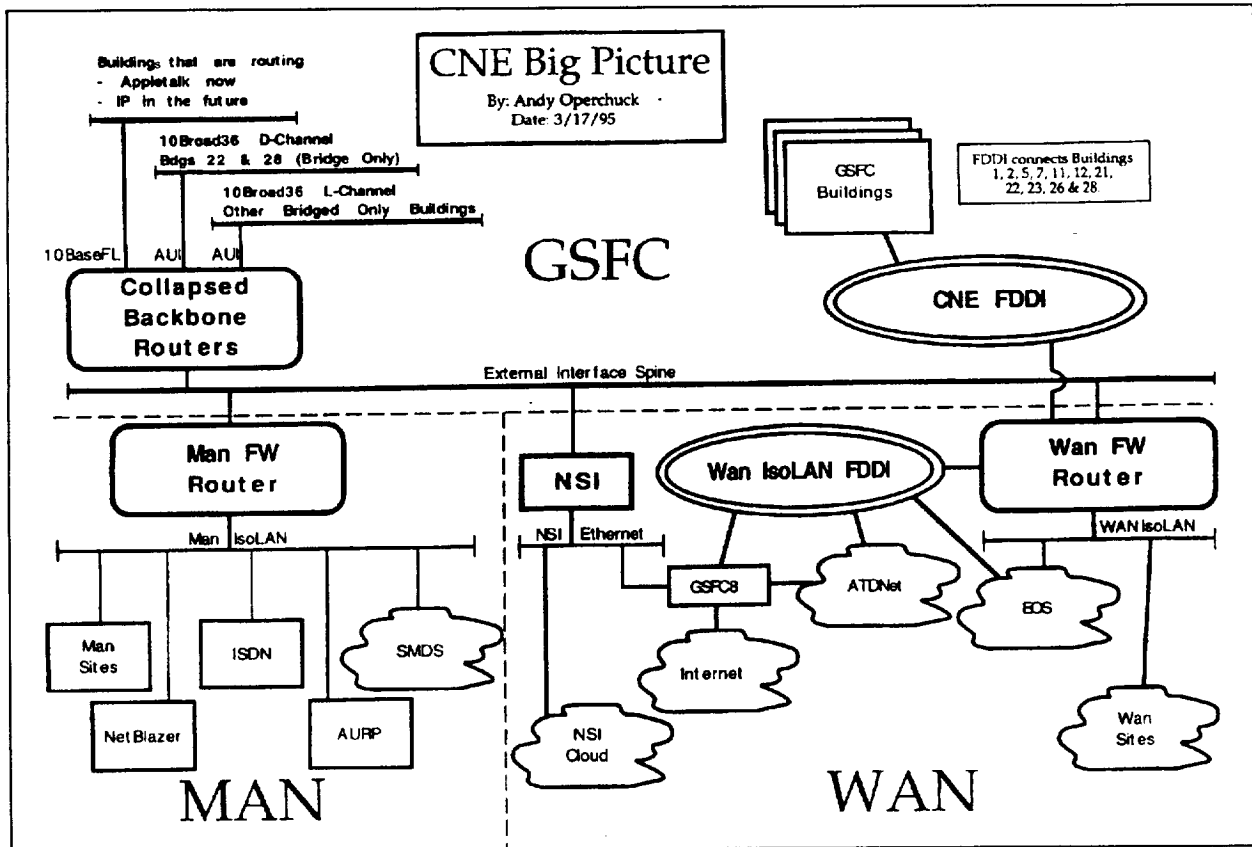 Buildings that are routing
- Appletalk now
- IP in the future
CNE Big Picture
By: Andy Operchuck
Date: 3/17/95
10Broad36 D-Channel
Bdgs 22 & 28 (Bridge Only)
10Broad36 L-Channel
Other Bridged Only Buildings
GSFC
Buildings
FDDI connects Buildings
1, 2, 5, 7, 11, 12, 21,
22, 23, 26 & 28.
10BaseFL
AUI
AUI
GSFC
Collapsed
Backbone
Routers
CNE FDDI
External Interface Spine
Man FW
Router
NSI
Wan IsoLAN FDDI
Wan FW
Router
Man IsoLAN
NSI Ethernet
WAN IsoLAN
GSFC8
ATDNet
EOS
Man
Sites
ISDN
SMDS
Internet
NetBlazer
AURP
NSI
Cloud
Wan
Sites
MAN
WAN